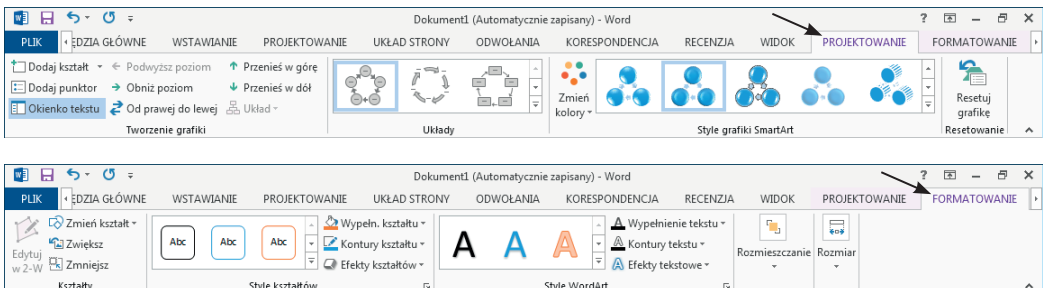 Dokument1 (Automatycznie zapisany) - Word
PLIK ĘDZIA GŁÓWNE WSTAWIANIE PROJEKTOWANIE UKŁAD STRONY ODWOŁANIA KORESPONDENCJA RECENZJA WIDOK PROJEKTOWANIE FORMATOWANIE
Dodaj kształt Podwyższ poziom Przenieś w górę
Dodaj punktor Obniż poziom Przenieś w dół
Okienko tekstu Od prawej do lewej Układ
Zmień kolory
Resetuj grafikę
Tworzenie grafiki Układy Style grafiki SmartArt Resetowanie
Dokument1 (Automatycznie zapisany) - Word
PLIK ĘDZIA GŁÓWNE WSTAWIANIE PROJEKTOWANIE UKŁAD STRONY ODWOŁANIA KORESPONDENCJA RECENZJA WIDOK PROJEKTOWANIE FORMATOWANIE
Edytuj w 2-W
Zmień kształt
Zwiększ
Zmniejsz
Abc Abc Abc
Wypełn. kształtu
Kontury kształtu
Efekty kształtów
A A A
Wypełnienie tekstu
Kontury tekstu
Efekty tekstowe
Rozmieszczanie Rozmiar
Kształty Style kształtów Style WordArt